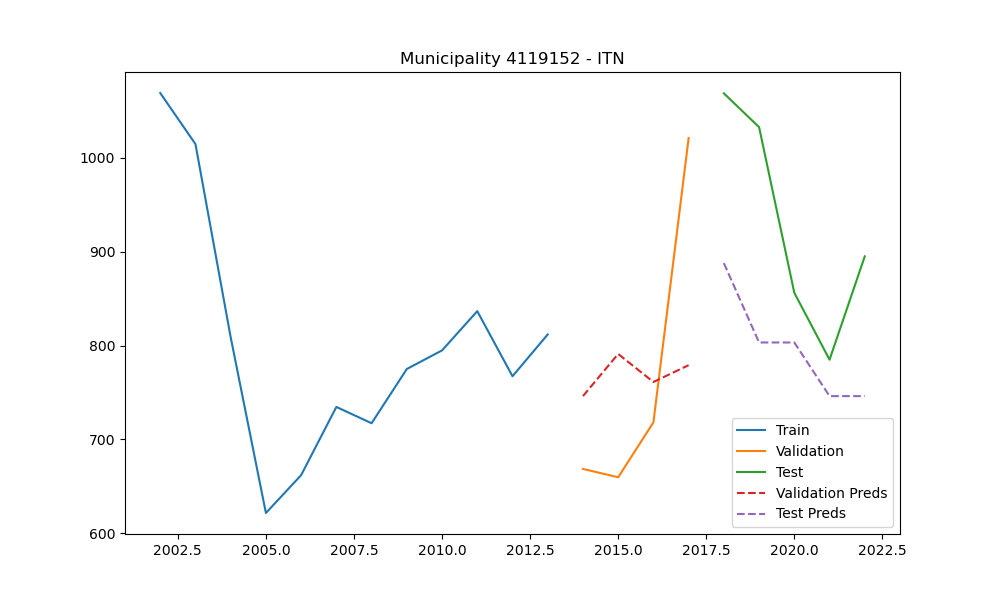 Municipality 4119152 - ITN
1000
900
800
700
600
2002.5 2005.0 2007.5 2010.0 2012.5 2015.0 2017.5 2020.0 2022.5
Train
Validation
Test
Validation Preds
Test Preds